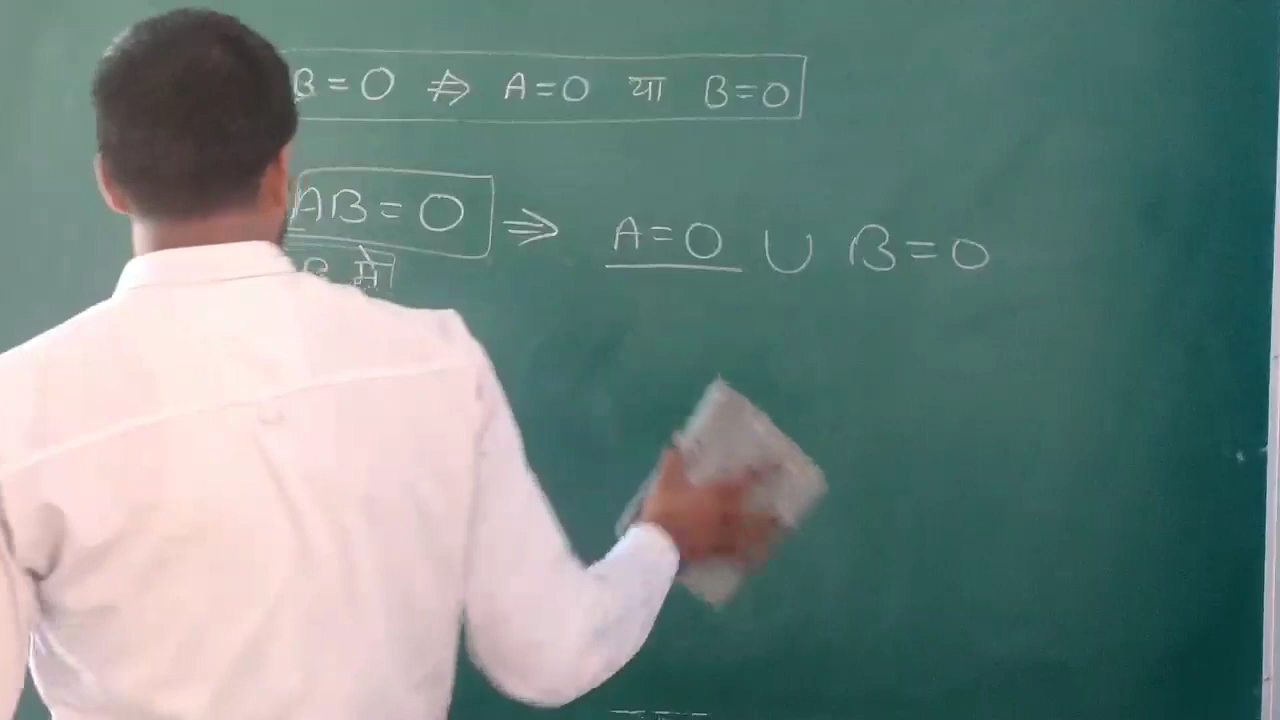 B = 0 ⇏ A = 0 या B = 0
AB = 0 ⇒ A = 0 ∪ B = 0
में